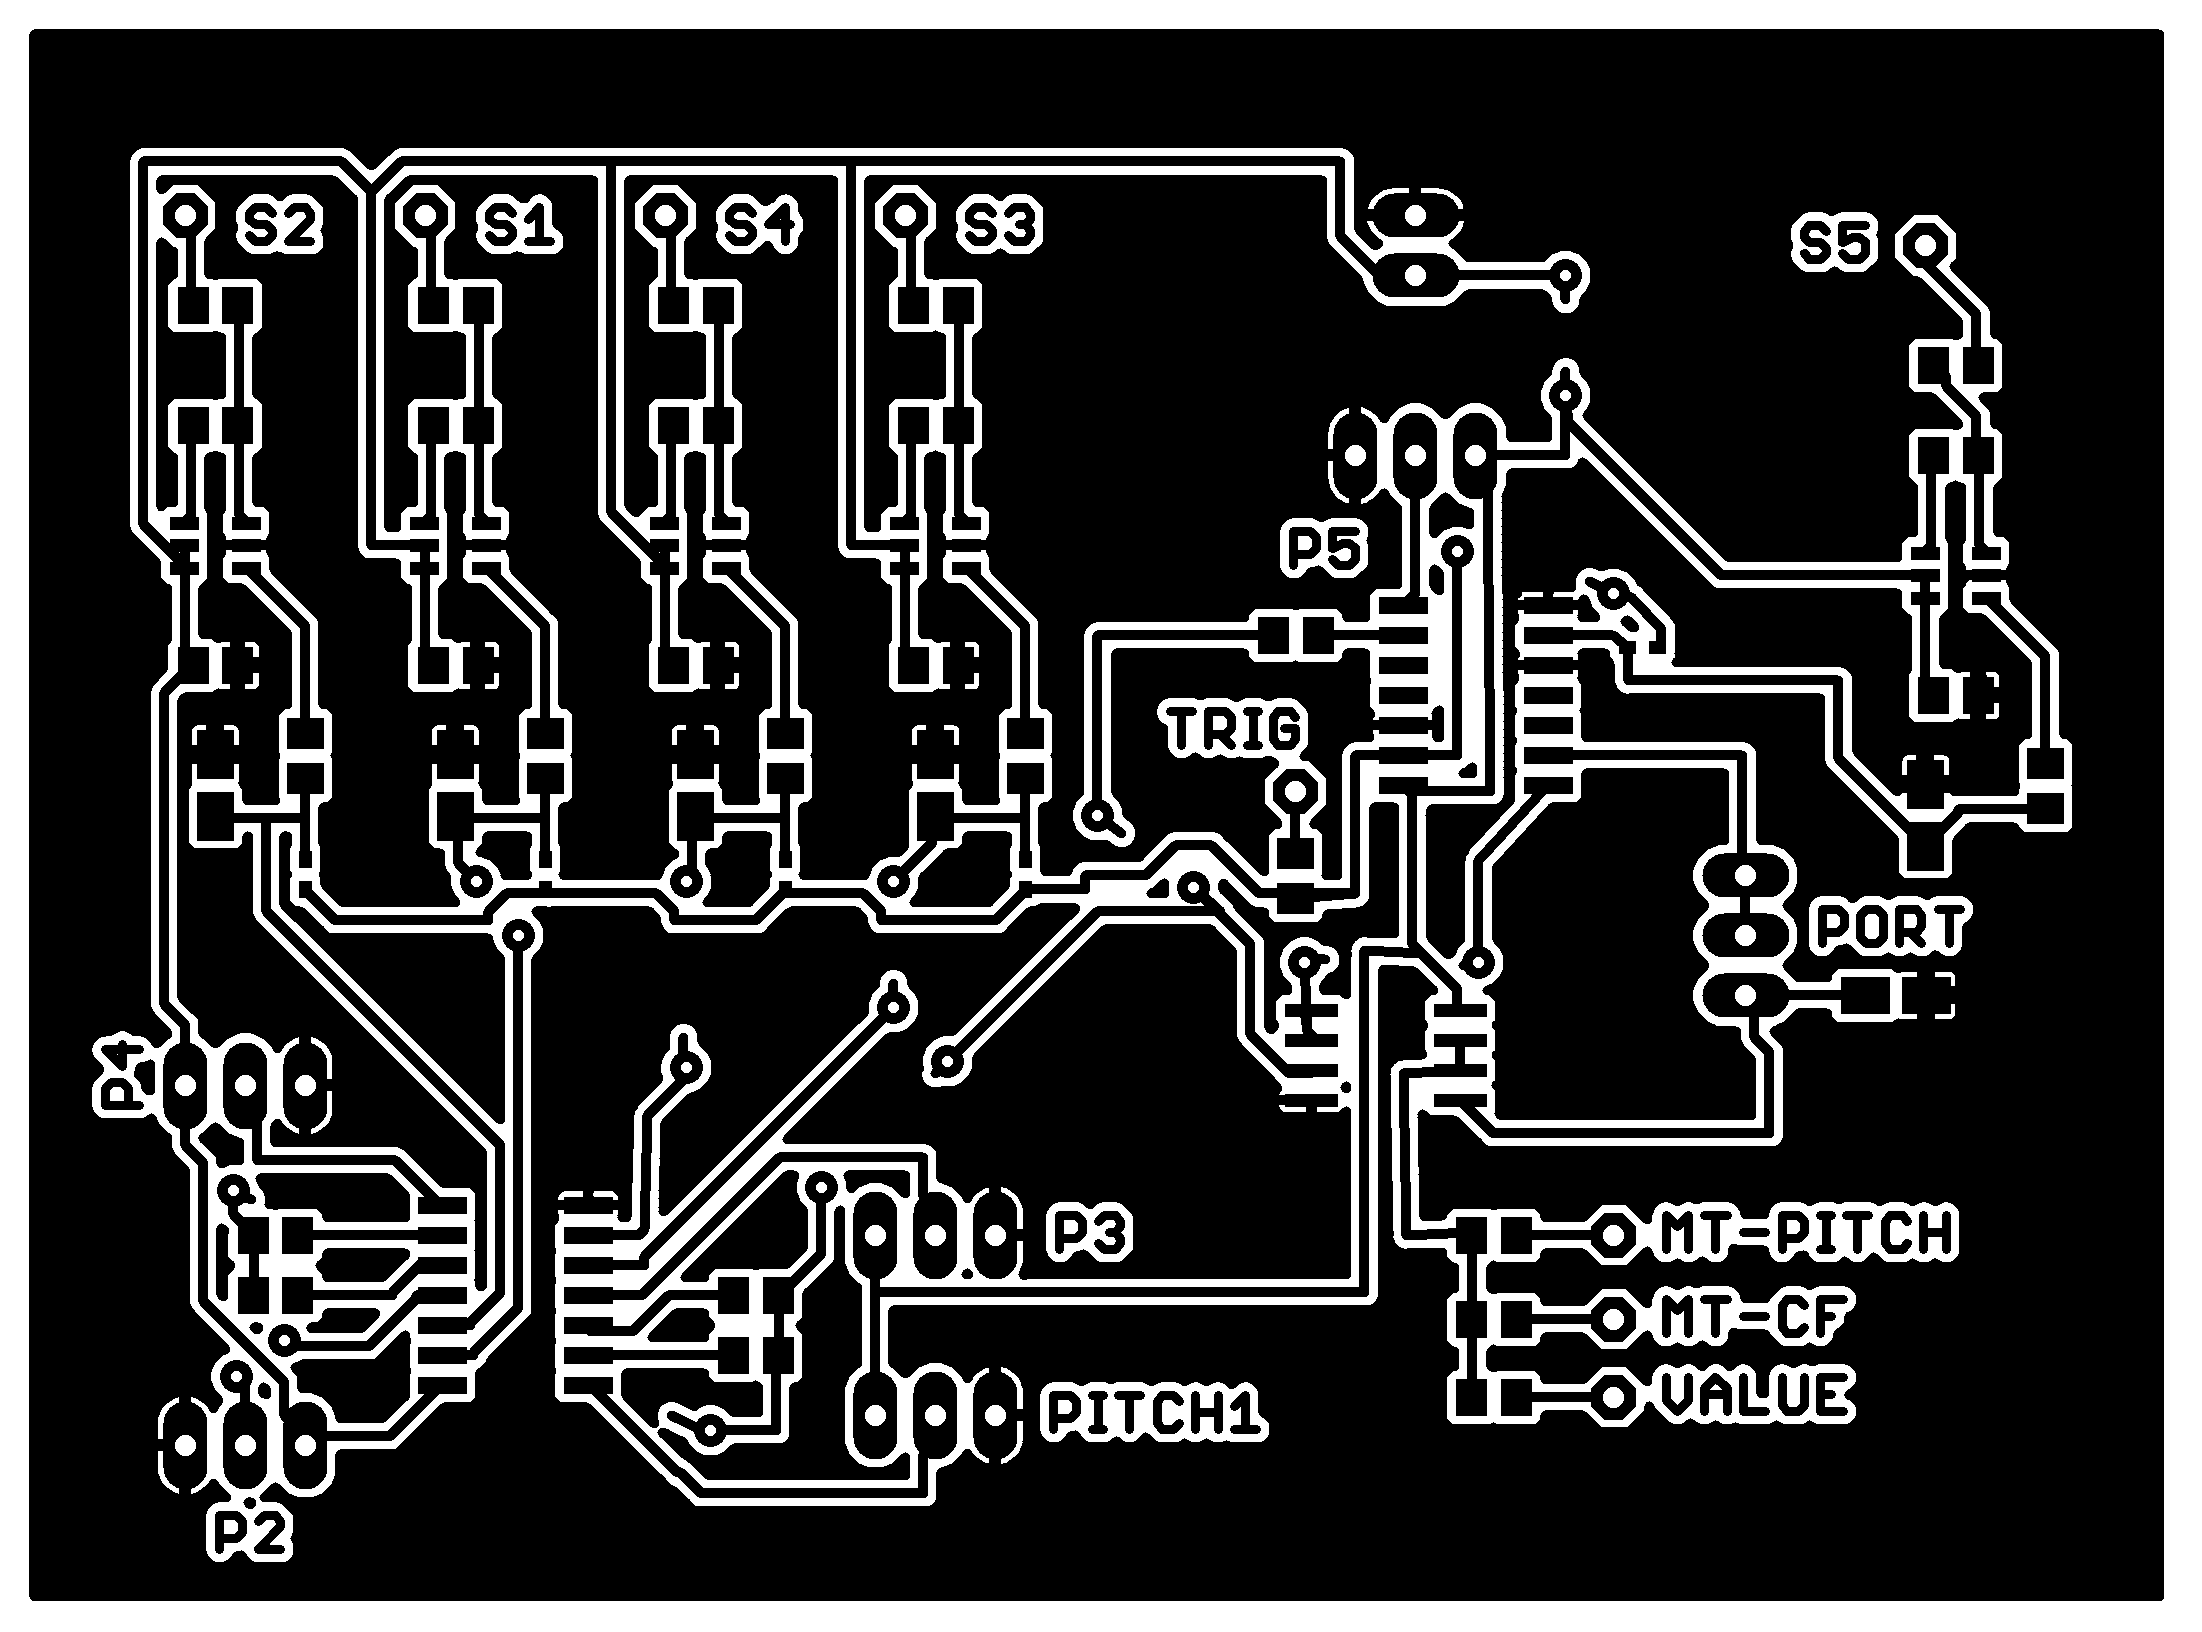 S2 S1 S4 S3 S5
P5
TRIG
PORT
P4
P3 MT-PITCH
MT-CF
PITCH1 VALUE
P2